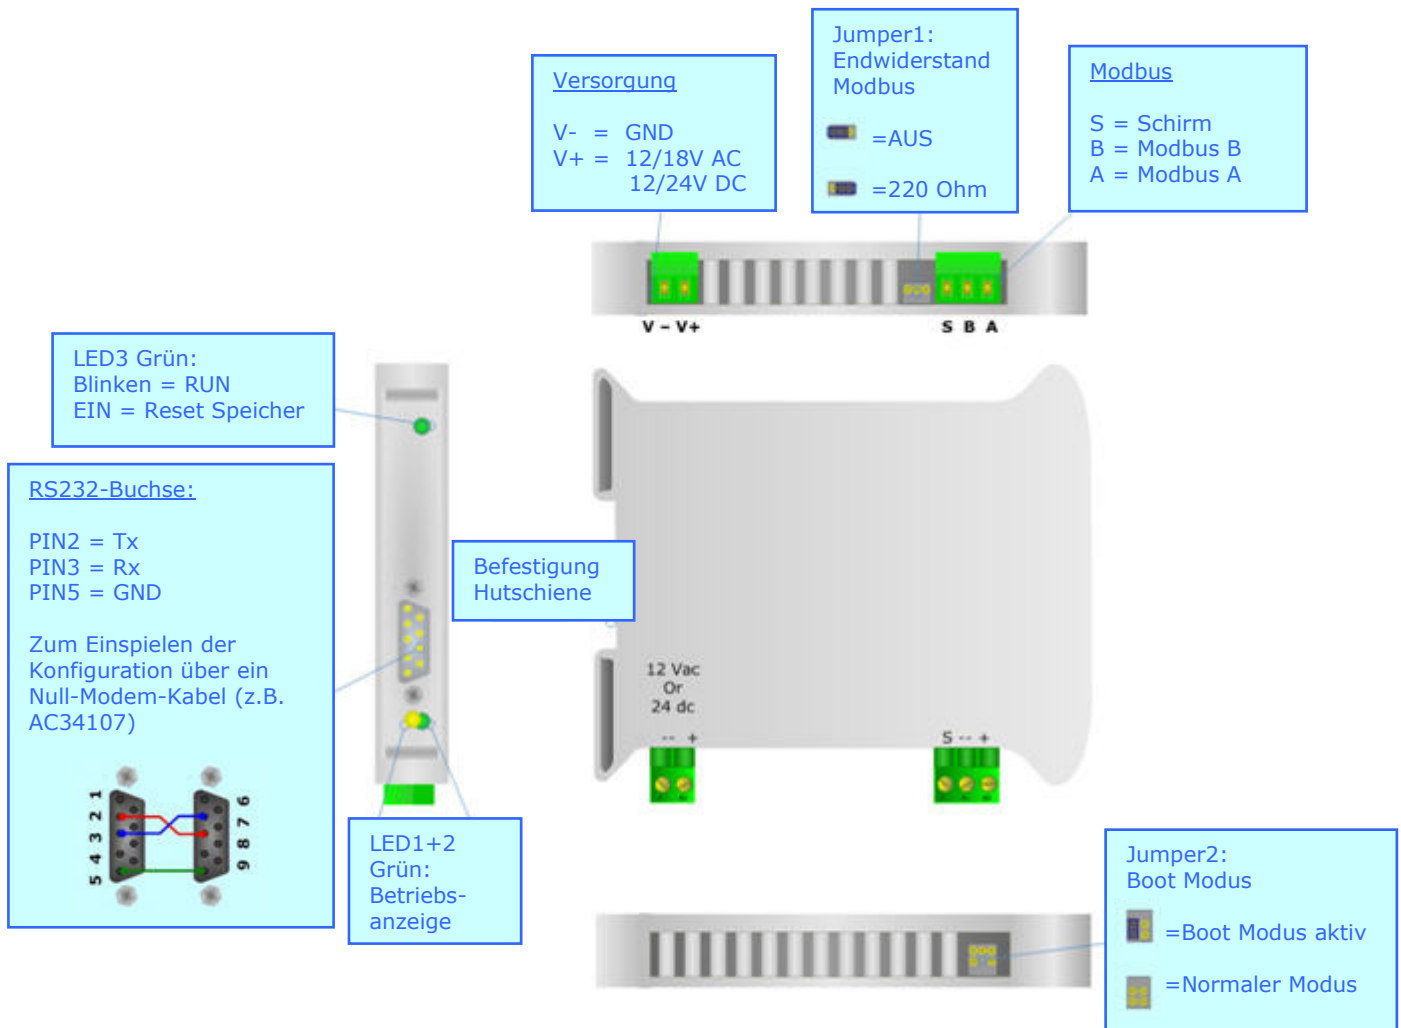 Versorgung
V- = GND
V+ = 12/18V AC
12/24V DC
Jumper1:
Endwiderstand
Modbus
=AUS
=220 Ohm
Modbus
S = Schirm
B = Modbus B
A = Modbus A
V - V+
S B A
LED3 Grün:
Blinken = RUN
EIN = Reset Speicher
RS232-Buchse:
PIN2 = Tx
PIN3 = Rx
PIN5 = GND
Zum Einspielen der
Konfiguration über ein
Null-Modem-Kabel (z.B.
AC34107)
5 4 3 2 1
9 8 7 6
Befestigung
Hutschiene
12 Vac
Or
24 dc
-- +
S -- +
LED1+2
Grün:
Betriebs-
anzeige
Jumper2:
Boot Modus
=Boot Modus aktiv
=Normaler Modus